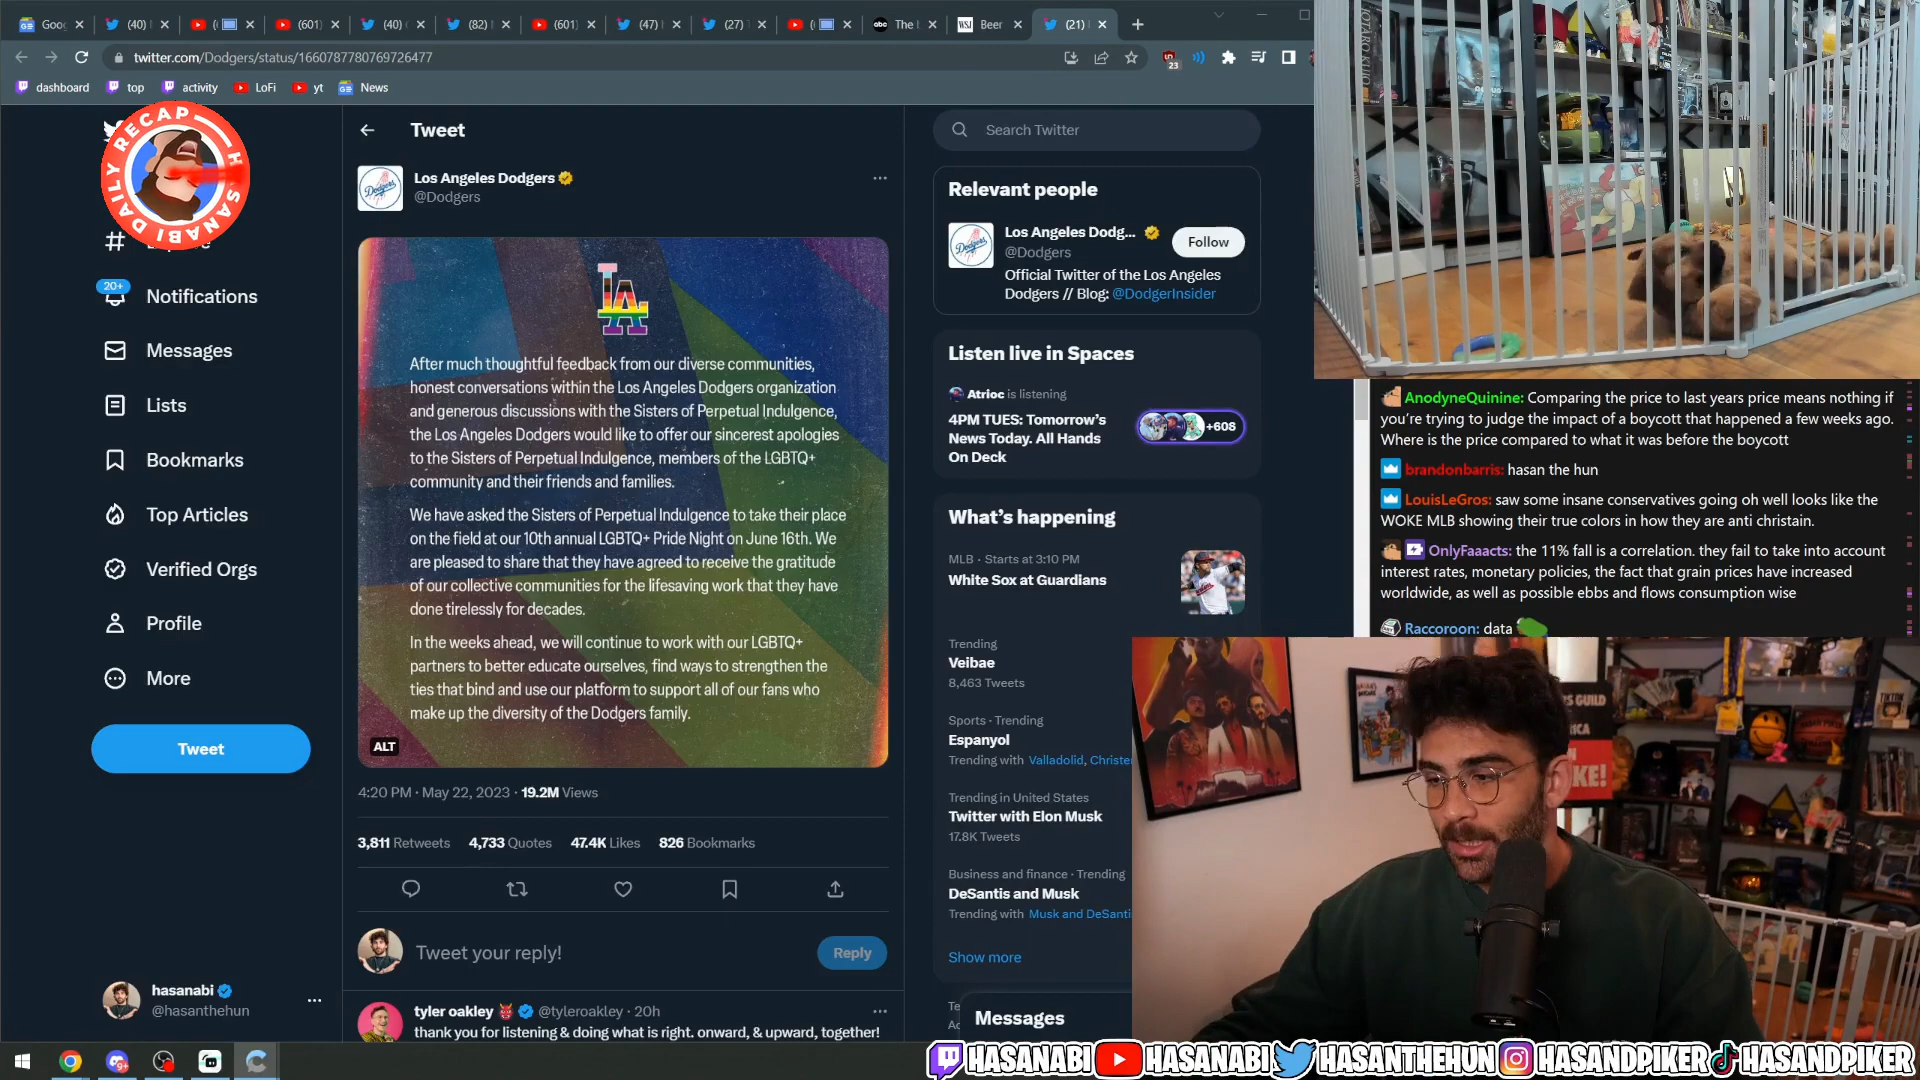 Goog
(40)
(601)
(40)
(82)
(601)
(47)
(27)
The L
Beer
(21)
twitter.com/Dodgers/status/1660787780769726477
23
dashboard
top
activity
LoFi
yt
News
HASANABI DAILY RECAP
20+
Notifications
Messages
Lists
Bookmarks
Top Articles
Verified Orgs
Profile
More
Tweet
hasanabi
@hasanthehun
Tweet
Los Angeles Dodgers
@Dodgers
LA
After much thoughtful feedback from our diverse communities,
honest conversations within the Los Angeles Dodgers organization
and generous discussions with the Sisters of Perpetual Indulgence,
the Los Angeles Dodgers would like to offer our sincerest apologies
to the Sisters of Perpetual Indulgence, members of the LGBTQ+
community and their friends and families.
We have asked the Sisters of Perpetual Indulgence to take their place
on the field at our 10th annual LGBTQ+ Pride Night on June 16th. We
are pleased to share that they have agreed to receive the gratitude
of our collective communities for the lifesaving work that they have
done tirelessly for decades.
In the weeks ahead, we will continue to work with our LGBTQ+
partners to better educate ourselves, find ways to strengthen the
ties that bind and use our platform to support all of our fans who
make up the diversity of the Dodgers family.
ALT
4:20 PM · May 22, 2023 · 19.2M Views
3,811 Retweets 4,733 Quotes 47.4K Likes 826 Bookmarks
Tweet your reply!
Reply
tyler oakley @tyleroakley · 20h
thank you for listening & doing what is right. onward, & upward, together!
Search Twitter
Relevant people
Los Angeles Dodg...
@Dodgers
Follow
Official Twitter of the Los Angeles
Dodgers // Blog: @DodgerInsider
Listen live in Spaces
Atrioc is listening
4PM TUES: Tomorrow's
News Today. All Hands
On Deck
+608
What's happening
MLB · Starts at 3:10 PM
White Sox at Guardians
Trending
Veibae
8,463 Tweets
Sports · Trending
Espanyol
Trending with Valladolid, Christer
Trending in United States
Twitter with Elon Musk
17.8K Tweets
Business and finance · Trending
DeSantis and Musk
Trending with Musk and DeSanti
Show more
Messages
AnodyneQuinine: Comparing the price to last years price means nothing if
you're trying to judge the impact of a boycott that happened a few weeks ago.
Where is the price compared to what it was before the boycott
brandonbarris: hasan the hun
LouisLeGros: saw some insane conservatives going oh well looks like the
WOKE MLB showing their true colors in how they are anti christain.
OnlyFaaacts: the 11% fall is a correlation. they fail to take into account
interest rates, monetary policies, the fact that grain prices have increased
worldwide, as well as possible ebbs and flows consumption wise
Raccoroon: data
HASANABI HASANABI HASANTHEHUN HASANDPIKER HASANDPIKER